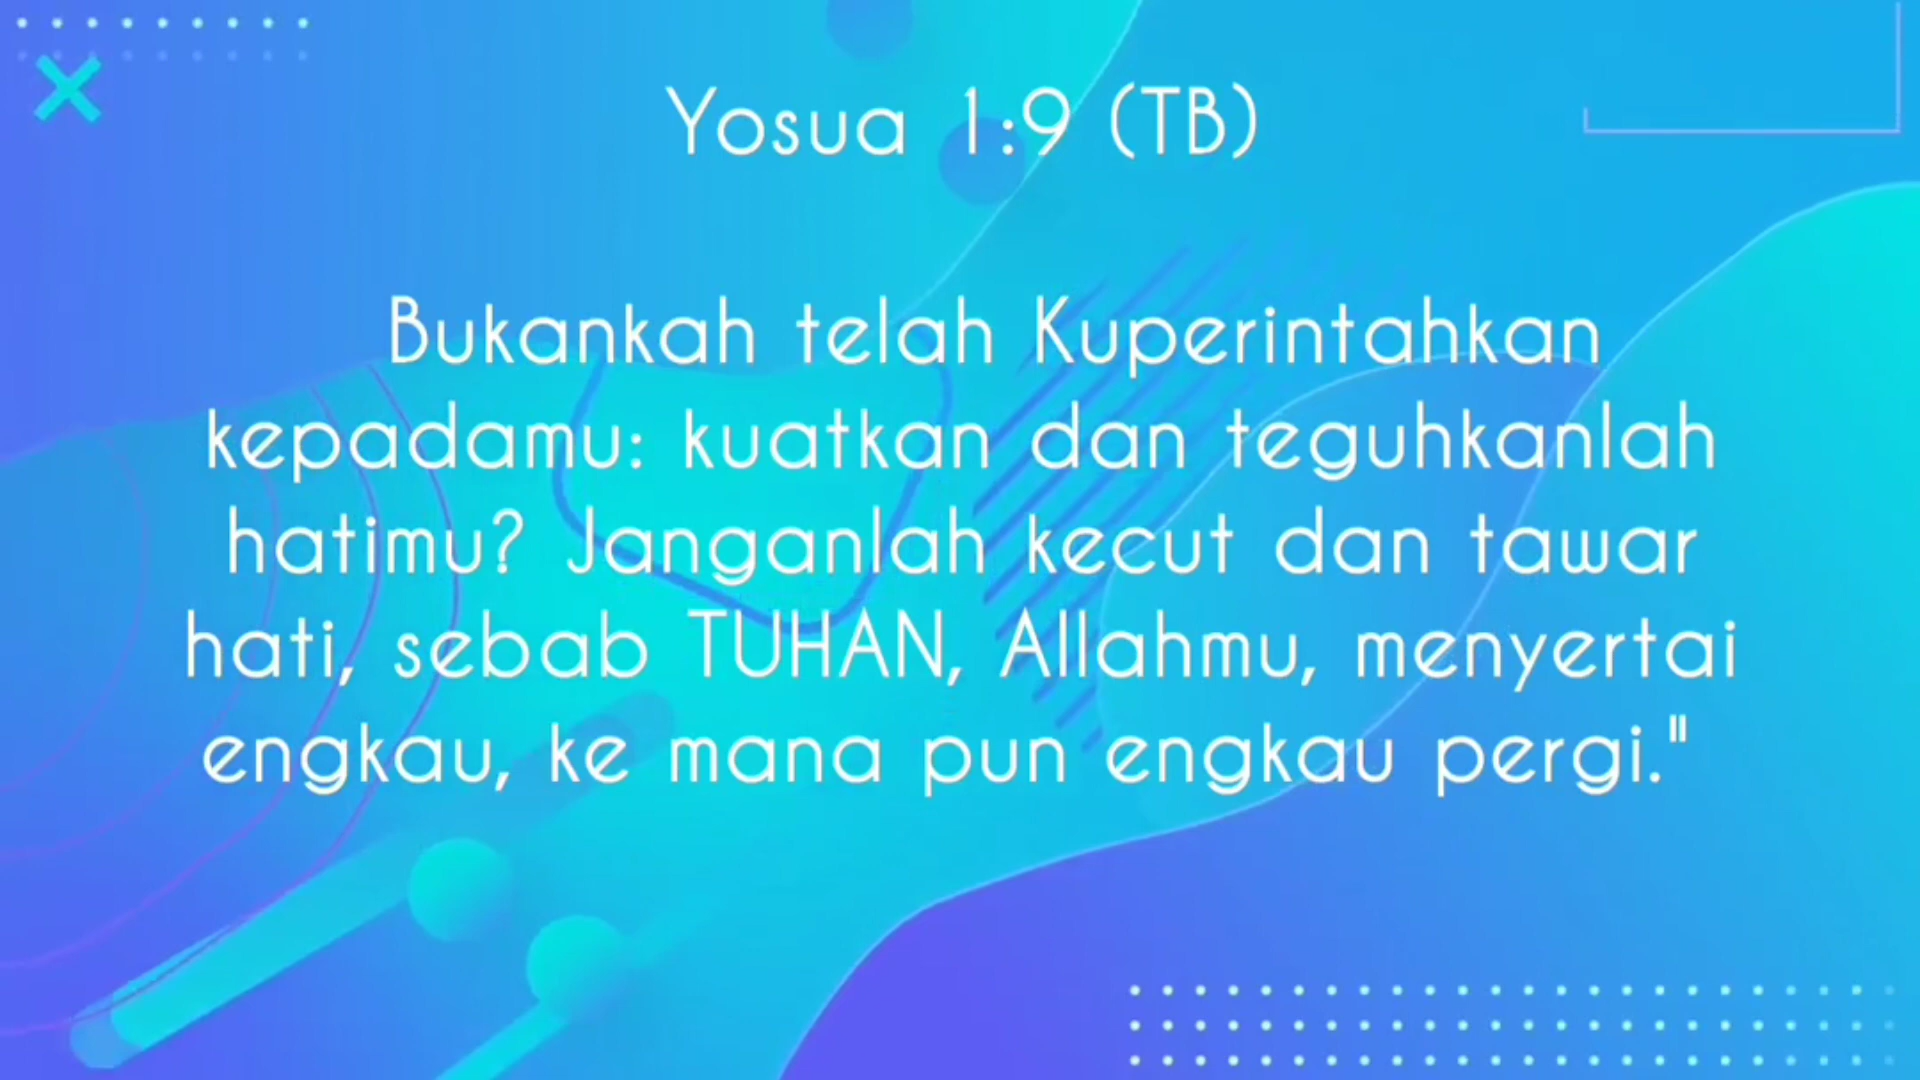 Yosua 1:9 (TB)
Bukankah telah Kuperintahkan
kepadamu: kuatkan dan teguhkanlah
hatimu? Janganlah kecut dan tawar
hati, sebab TUHAN, Allahmu, menyertai
engkau, ke mana pun engkau pergi."